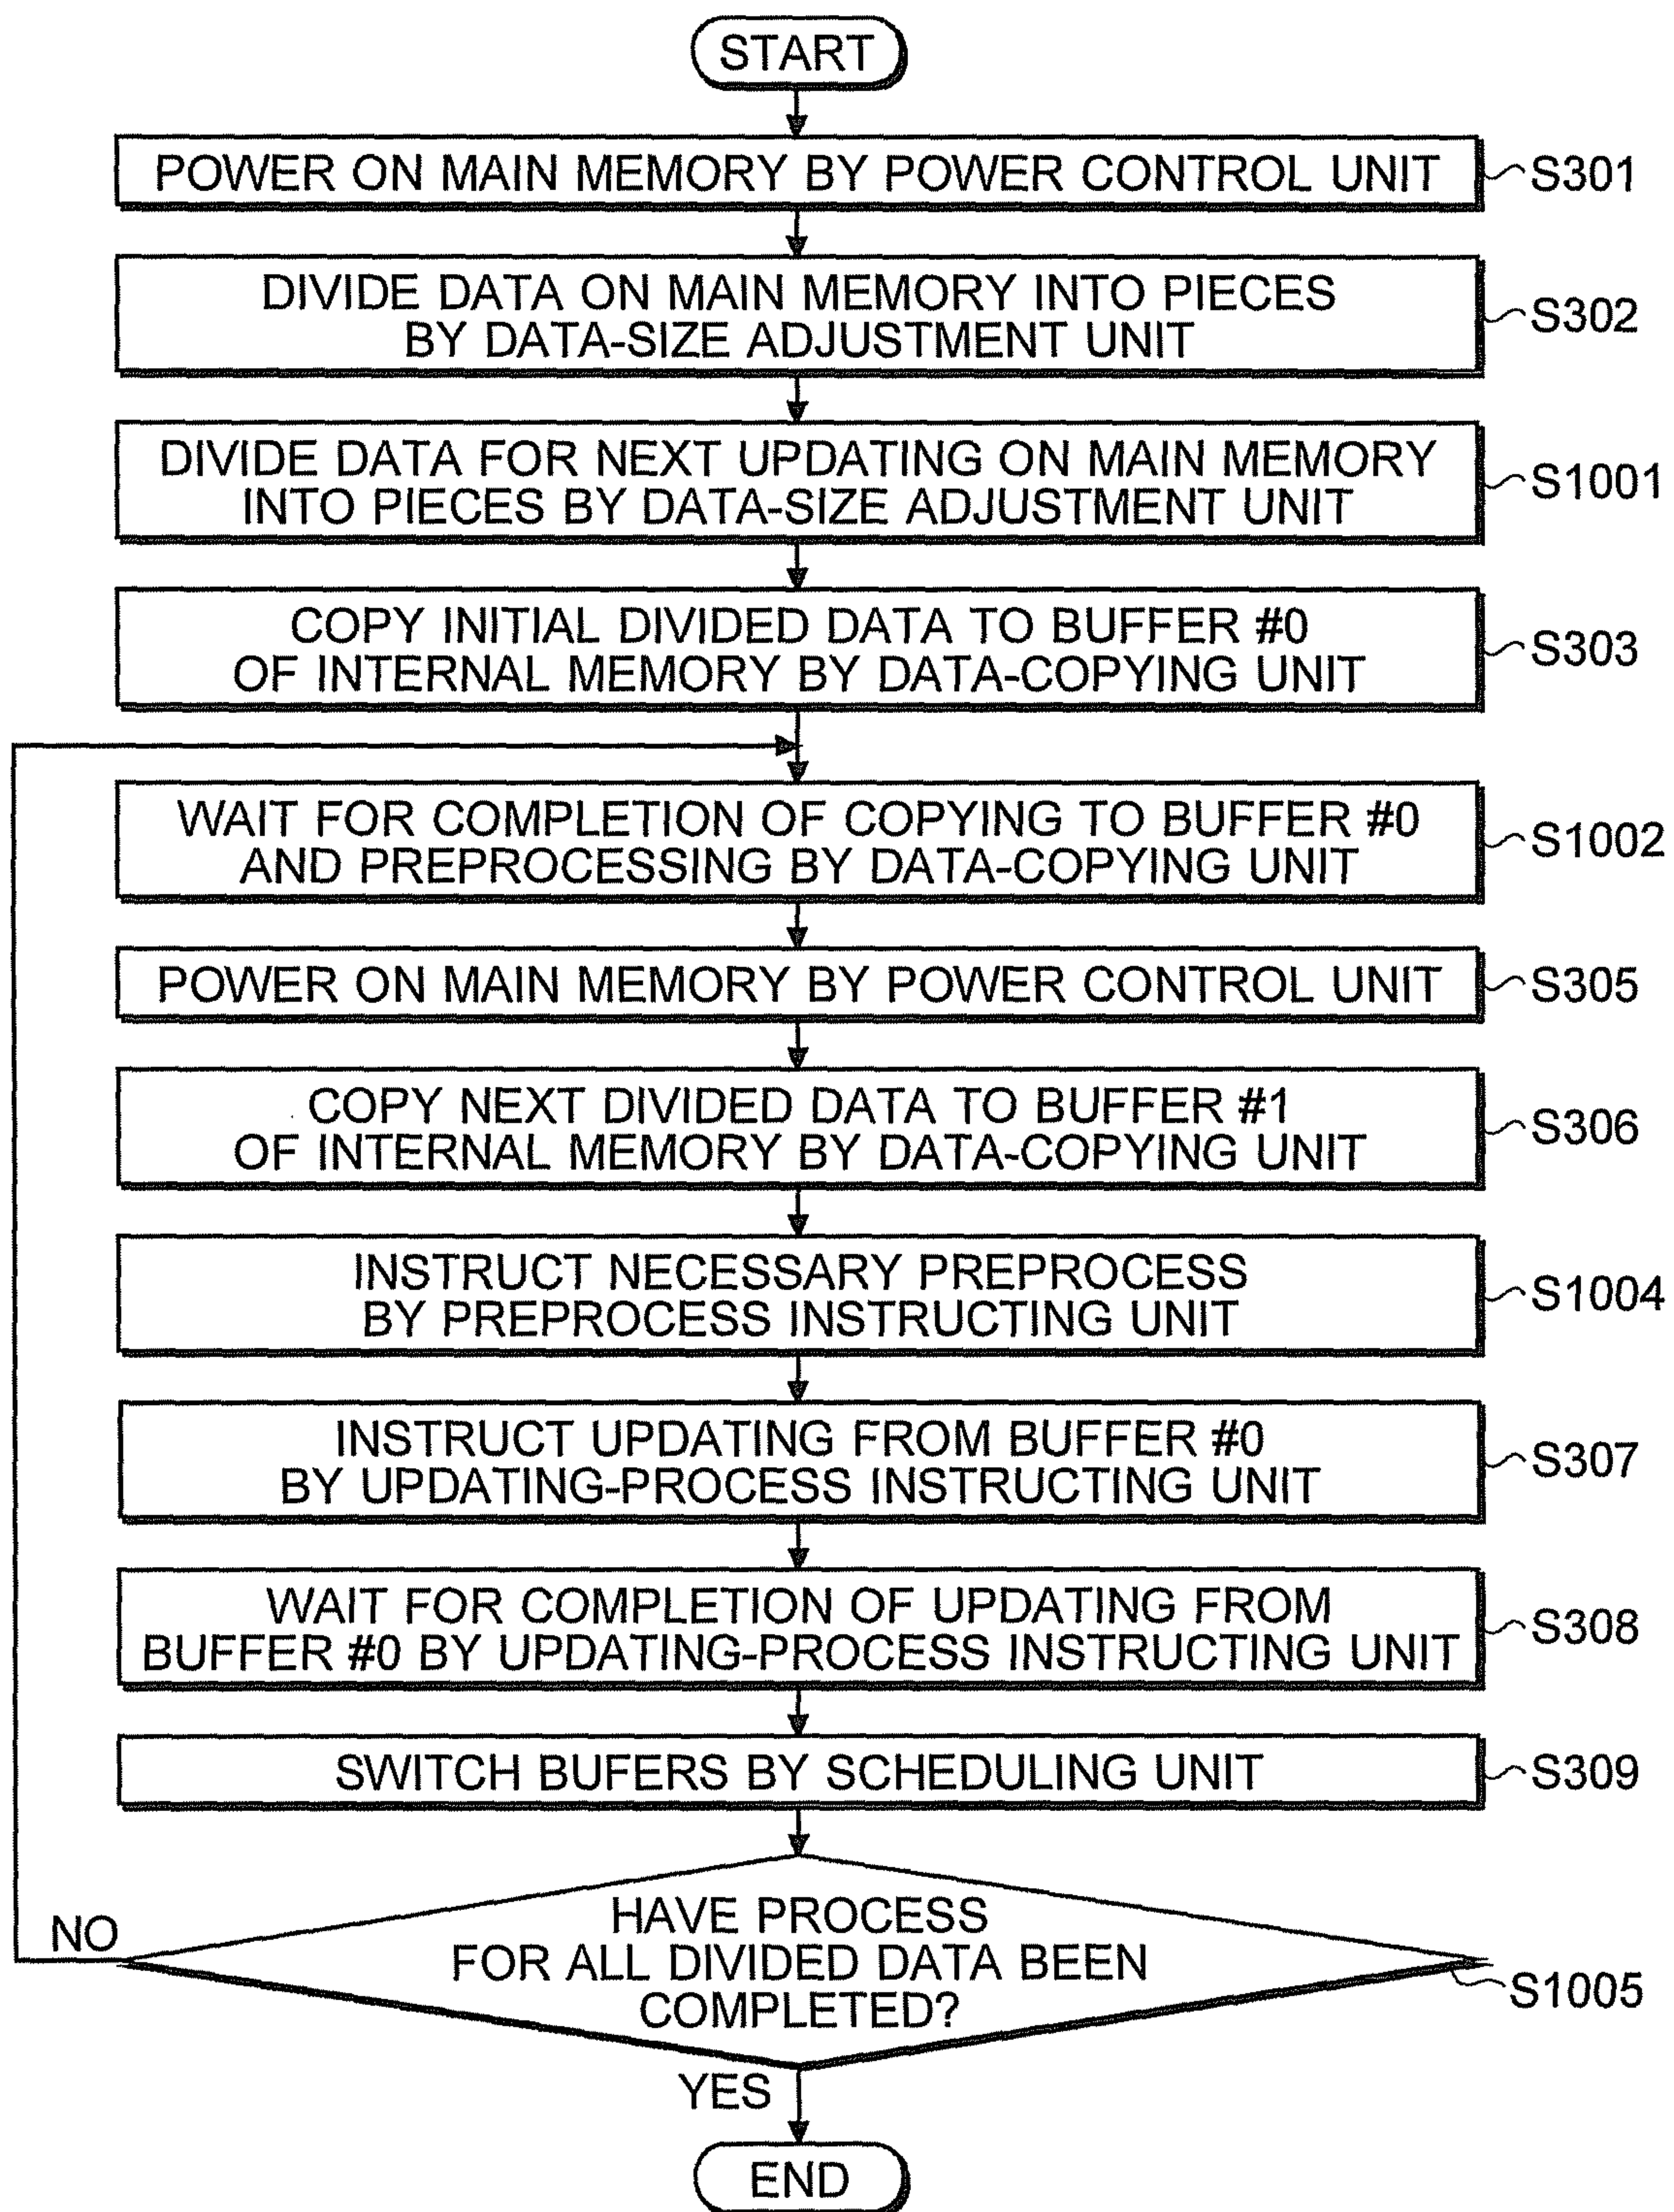 START
POWER ON MAIN MEMORY BY POWER CONTROL UNIT
S301
DIVIDE DATA ON MAIN MEMORY INTO PIECES
BY DATA-SIZE ADJUSTMENT UNIT
S302
DIVIDE DATA FOR NEXT UPDATING ON MAIN MEMORY
INTO PIECES BY DATA-SIZE ADJUSTMENT UNIT
S1001
COPY INITIAL DIVIDED DATA TO BUFFER #0
OF INTERNAL MEMORY BY DATA-COPYING UNIT
S303
WAIT FOR COMPLETION OF COPYING TO BUFFER #0
AND PREPROCESSING BY DATA-COPYING UNIT
S1002
POWER ON MAIN MEMORY BY POWER CONTROL UNIT
S305
COPY NEXT DIVIDED DATA TO BUFFER #1
OF INTERNAL MEMORY BY DATA-COPYING UNIT
S306
INSTRUCT NECESSARY PREPROCESS
BY PREPROCESS INSTRUCTING UNIT
S1004
INSTRUCT UPDATING FROM BUFFER #0
BY UPDATING-PROCESS INSTRUCTING UNIT
S307
WAIT FOR COMPLETION OF UPDATING FROM
BUFFER #0 BY UPDATING-PROCESS INSTRUCTING UNIT
S308
SWITCH BUFERS BY SCHEDULING UNIT
S309
HAVE PROCESS
FOR ALL DIVIDED DATA BEEN
COMPLETED?
NO
S1005
YES
END